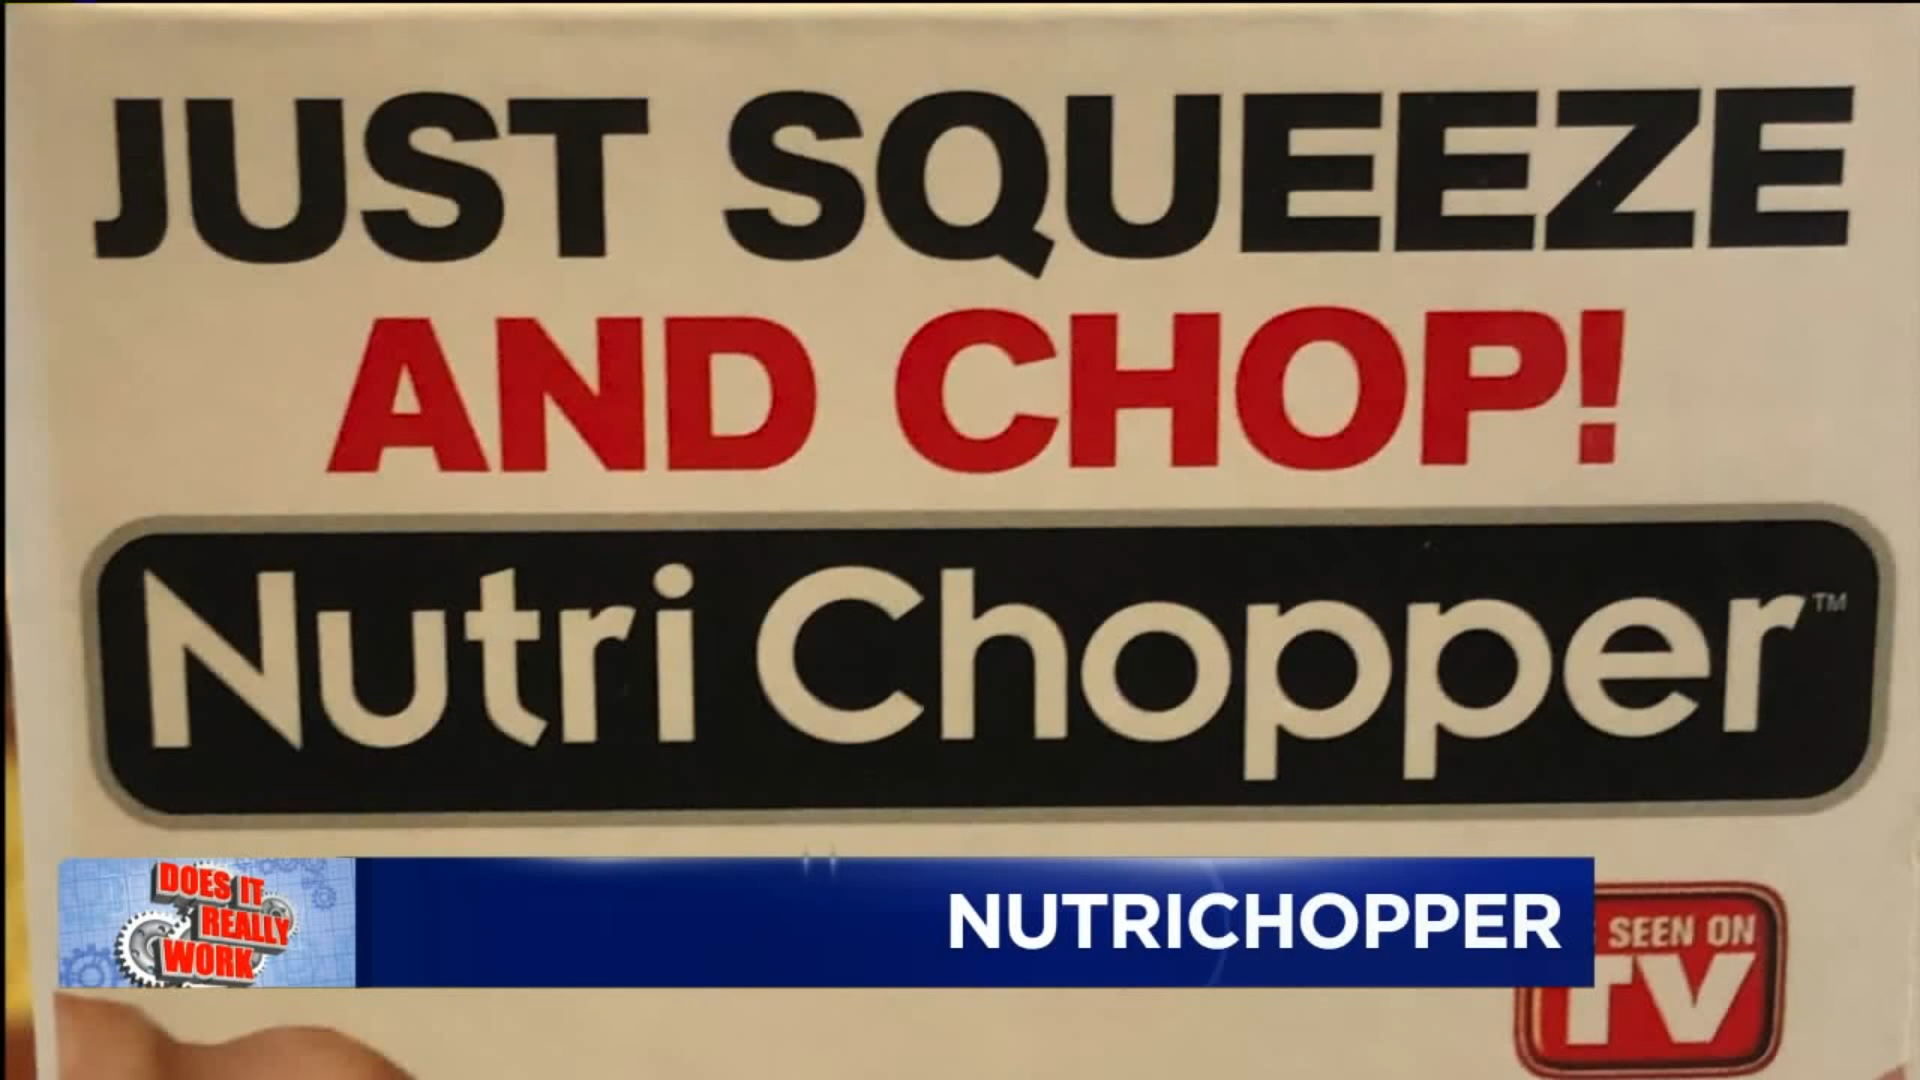 JUST SQUEEZE
AND CHOP!
Nutri Chopper™
DOES IT
REALLY
WORK
NUTRICHOPPER
SEEN ON
TV